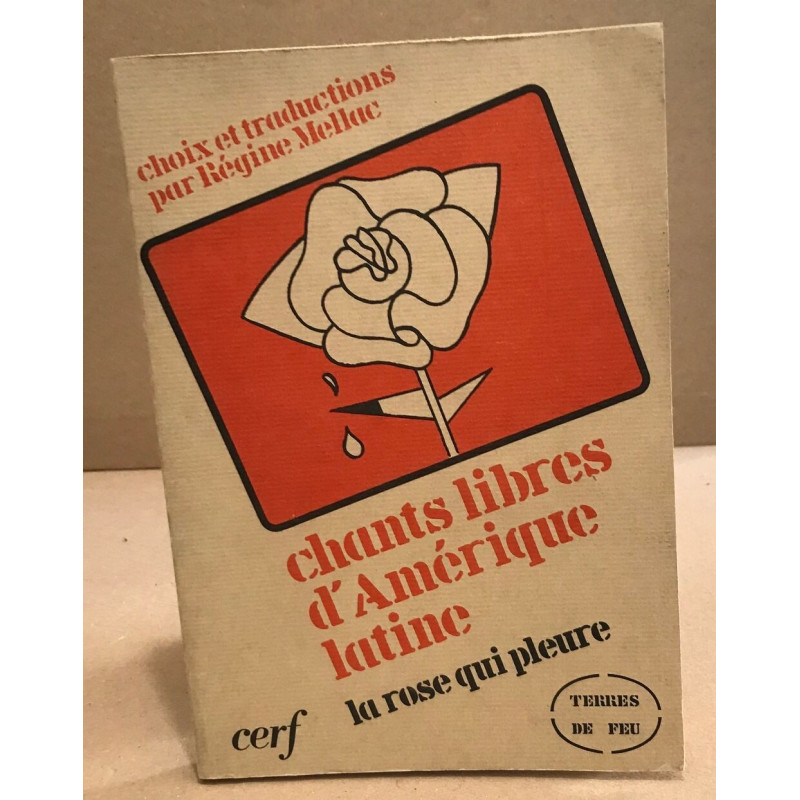 choix et traductions
par Régine Mellac
chants libres
d'Amérique
latine
la rose qui pleure
cerf
TERRES
DE FEU